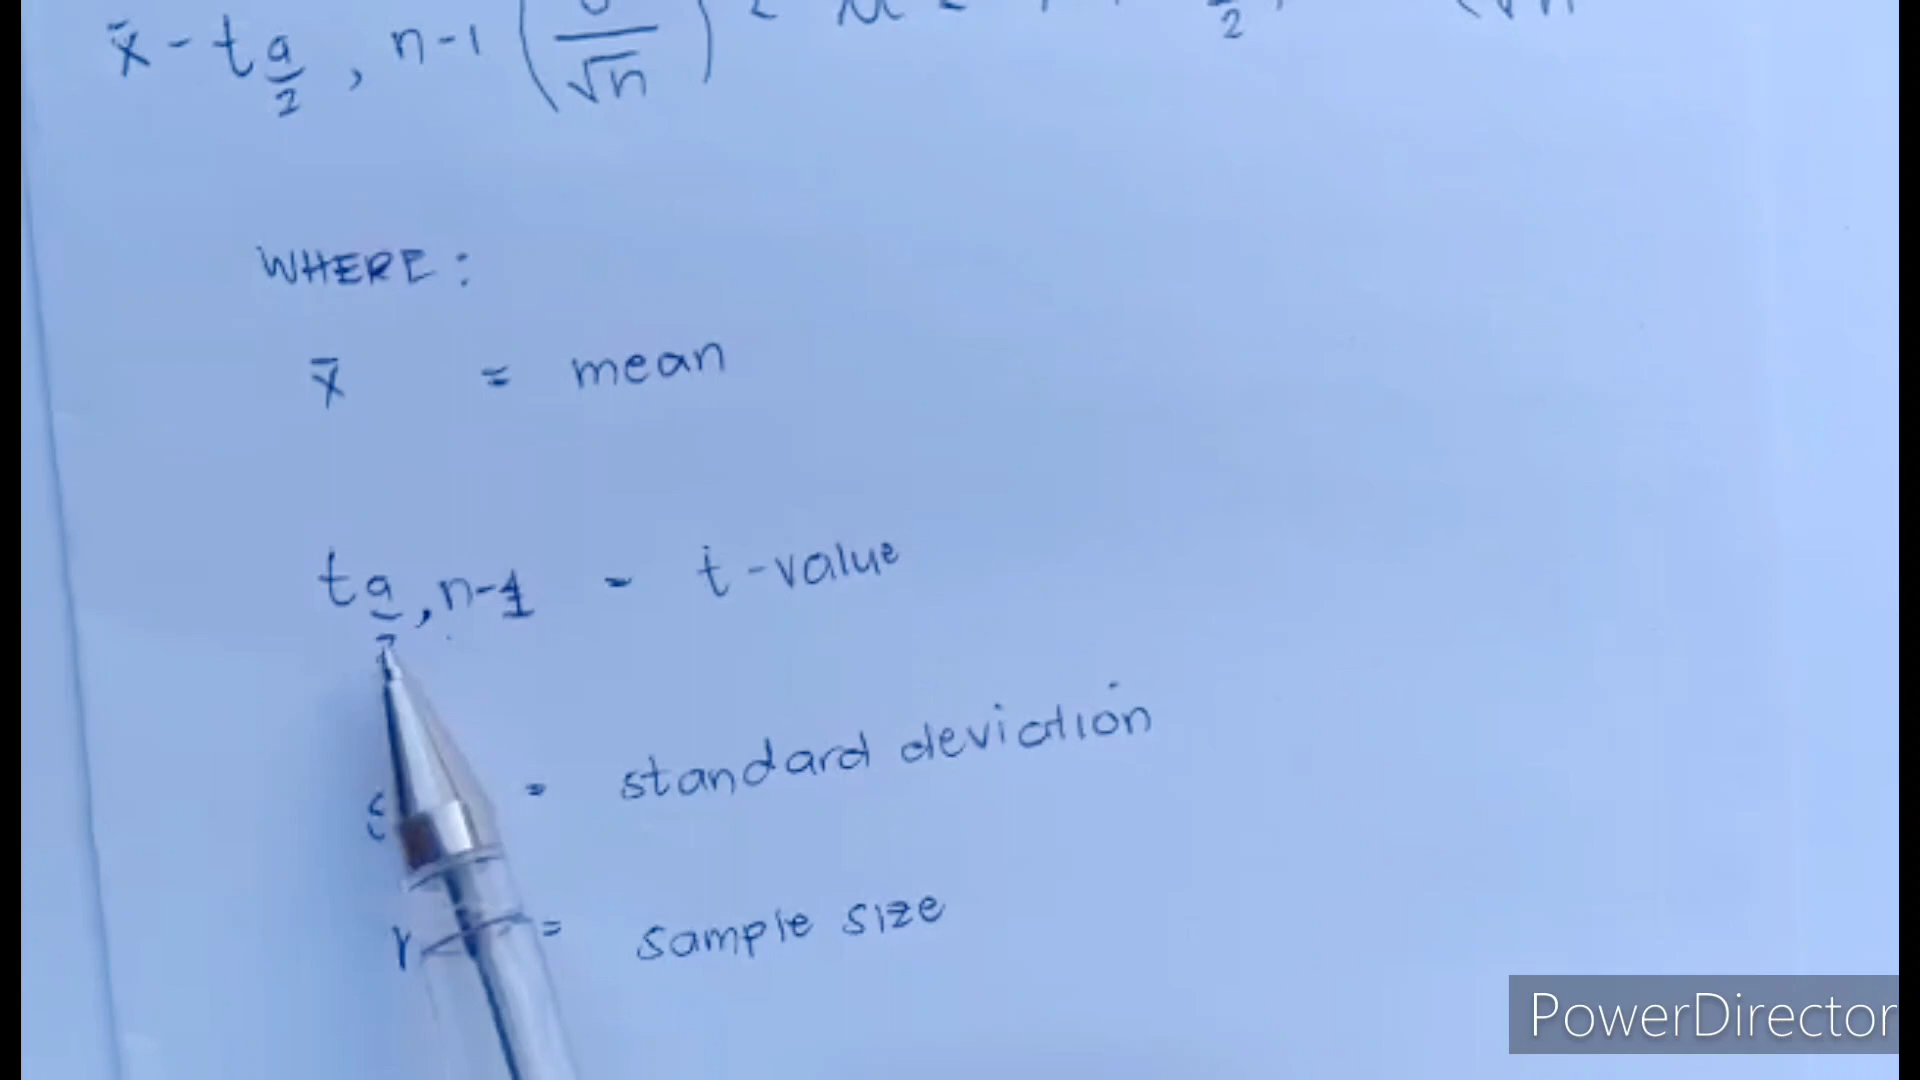 x̄ - t a/2 , n-1 ( /√n ) < M <
WHERE :
x̄ = mean
t a/2 , n-1 = t-value
= standard deviation
= sample size
PowerDirector